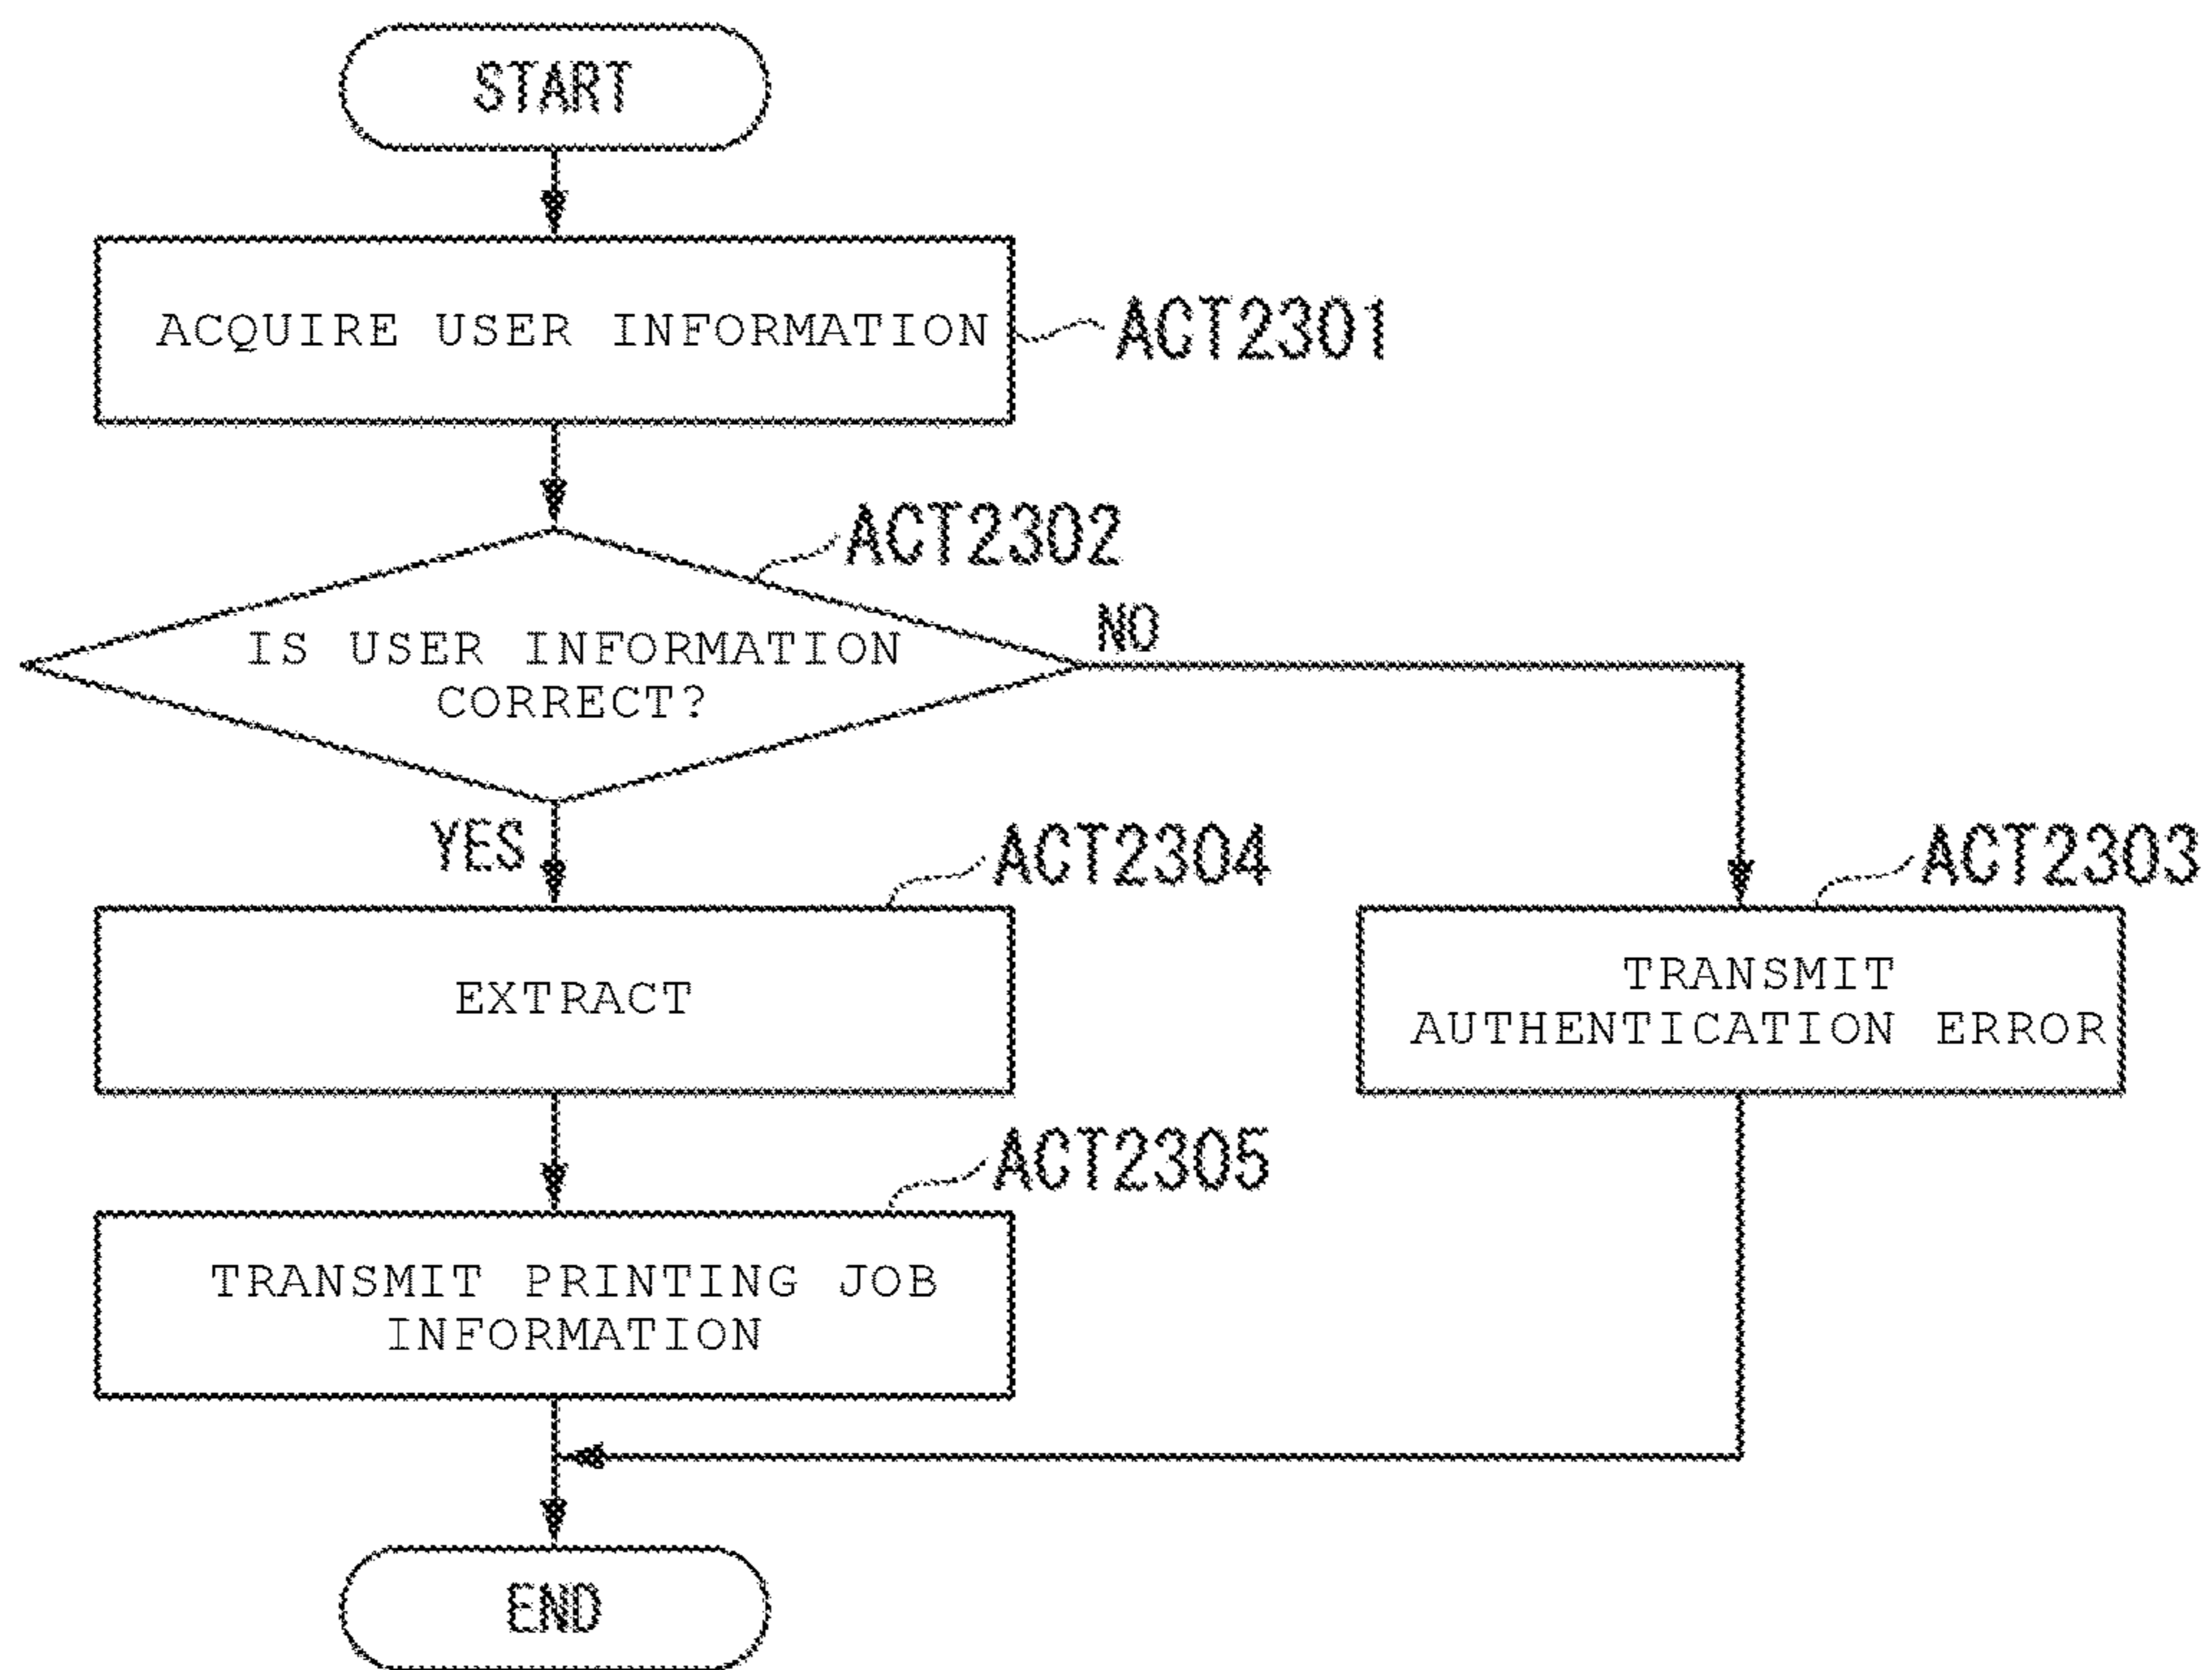 START
ACQUIRE USER INFORMATION
ACT2301
ACT2302
IS USER INFORMATION
CORRECT?
NO
YES
ACT2304
ACT2303
EXTRACT
TRANSMIT
AUTHENTICATION ERROR
ACT2305
TRANSMIT PRINTING JOB
INFORMATION
END